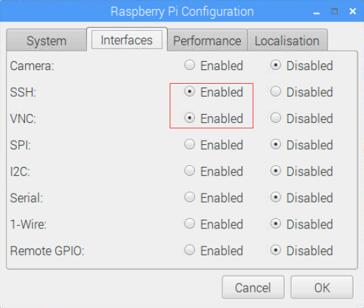 Raspberry Pi Configuration
System Interfaces Performance Localisation
Camera: Enabled Disabled
SSH: Enabled Disabled
VNC: Enabled Disabled
SPI: Enabled Disabled
I2C: Enabled Disabled
Serial: Enabled Disabled
1-Wire: Enabled Disabled
Remote GPIO: Enabled Disabled
Cancel OK